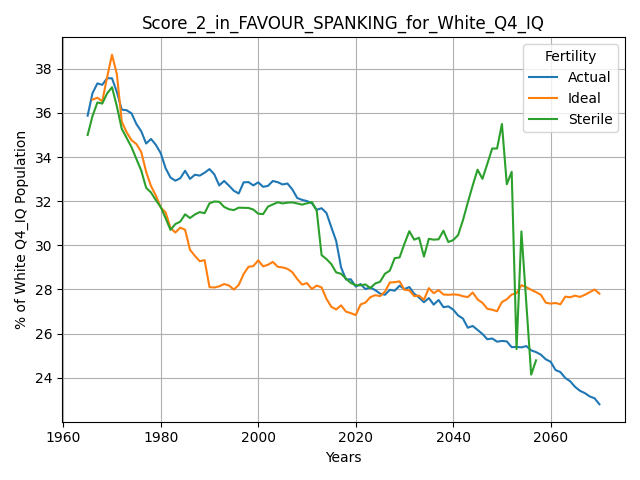 Score_2_in_FAVOUR_SPANKING_for_White_Q4_IQ
Fertility
Actual
Ideal
Sterile
% of White Q4_IQ Population
38
36
34
32
30
28
26
24
1960
1980
2000
2020
2040
2060
Years